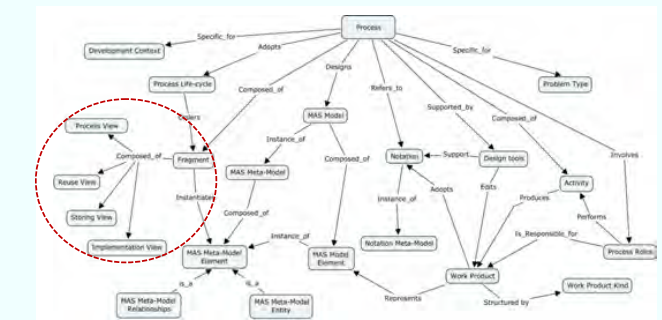 Process
Specific_for
Adopts
Specific_for
Development Context
Designs
Process Life-cycle
Composed_of
Refers_to
Supported_by
Composed_of
Problem Type
MAS Model
Process View
Instance_of
Composed_of
Fragment
Composed_of
Notation
Support
Design tools
Involves
Reuse View
MAS Meta-Model
Instantiates
Adopts
Edits
Produces
Activity
Storing View
Composed_of
Instance_of
Performs
Implementation View
Instance_of
Notation Meta-Model
Is_Responsible_for
MAS Meta-Model
Element
MAS Model
Element
Process Roles
Work Product
is_a
is_a
Represents
Structured by
Work Product Kind
MAS Meta-Model
Relationships
MAS Meta-Model
Entity